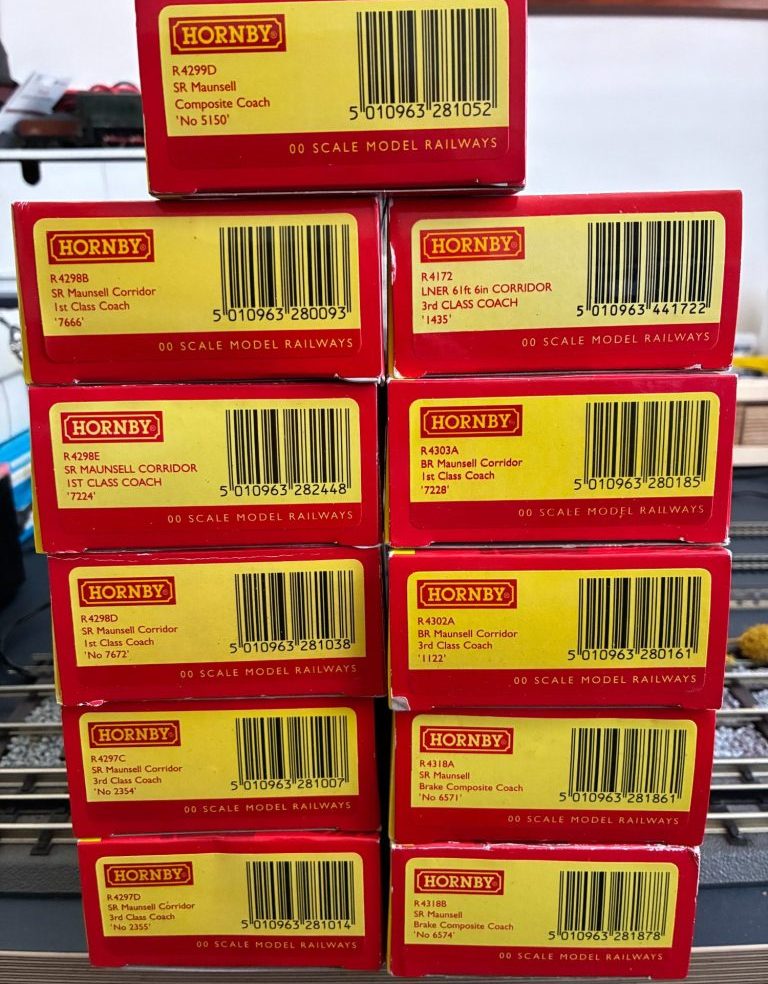 HORNBY
R4299D
SR Maunsell
Composite Coach
'No 5150'
5 010963 281052
00 SCALE MODEL RAILWAYS
HORNBY
R4298B
SR Maunsell Corridor
1st Class Coach
'7666'
5 010963 280093
00 SCALE MODEL RAILWAYS
HORNBY
R4172
LNER 61ft 6in CORRIDOR
3rd CLASS COACH
'1435'
5 010963 441722
00 SCALE MODEL RAILWAYS
HORNBY
R4298E
SR MAUNSELL CORRIDOR
1ST CLASS COACH
'7224'
5 010963 282448
00 SCALE MODEL RAILWAYS
HORNBY
R4303A
BR Maunsell Corridor
1st Class Coach
'7228'
5 010963 280185
00 SCALE MODEL RAILWAYS
HORNBY
R4298D
SR Maunsell Corridor
1st Class Coach
'No 7672'
5 010963 281038
00 SCALE MODEL RAILWAYS
HORNBY
R4302A
BR Maunsell Corridor
3rd Class Coach
'1122'
5 010963 280161
00 SCALE MODEL RAILWAYS
HORNBY
R4297C
SR Maunsell Corridor
3rd Class Coach
'No 2354'
5 010963 281007
00 SCALE MODEL RAILWAYS
HORNBY
R4318A
SR Maunsell
Brake Composite Coach
'No 6571'
5 010963 281861
00 SCALE MODEL RAILWAYS
HORNBY
R4297D
SR Maunsell Corridor
3rd Class Coach
'No 2355'
5 010963 281014
00 SCALE MODEL RAILWAYS
HORNBY
R4318B
SR Maunsell
Brake Composite Coach
'No 6574'
5 010963 281878
00 SCALE MODEL RAILWAYS